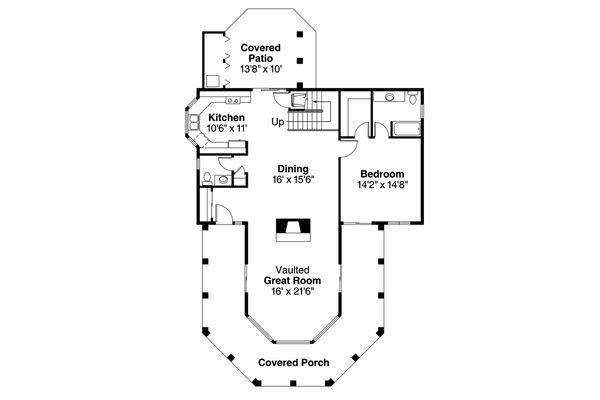 Covered
Patio
13'8" x 10'
Kitchen
10'6" x 11'
Up
Dining
16' x 15'6"
Bedroom
14'2" x 14'8"
Vaulted
Great Room
16' x 21'6"
Covered Porch